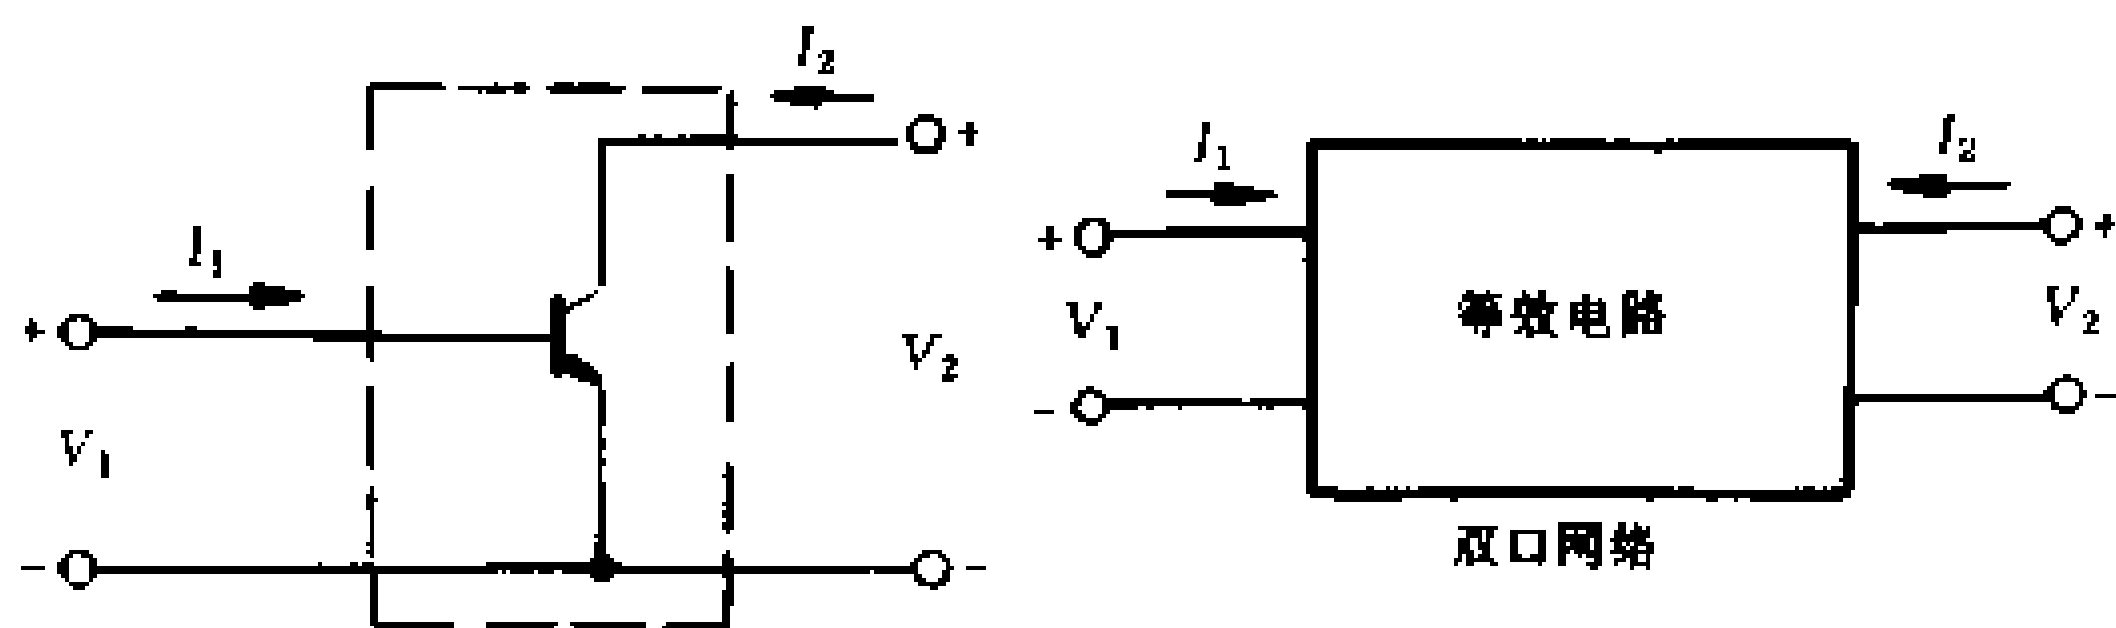 I₂
I₁
+
+
V₂
V₁
-
-
I₁
I₂
+
+
V₁
等效电路
V₂
-
-
双口网络